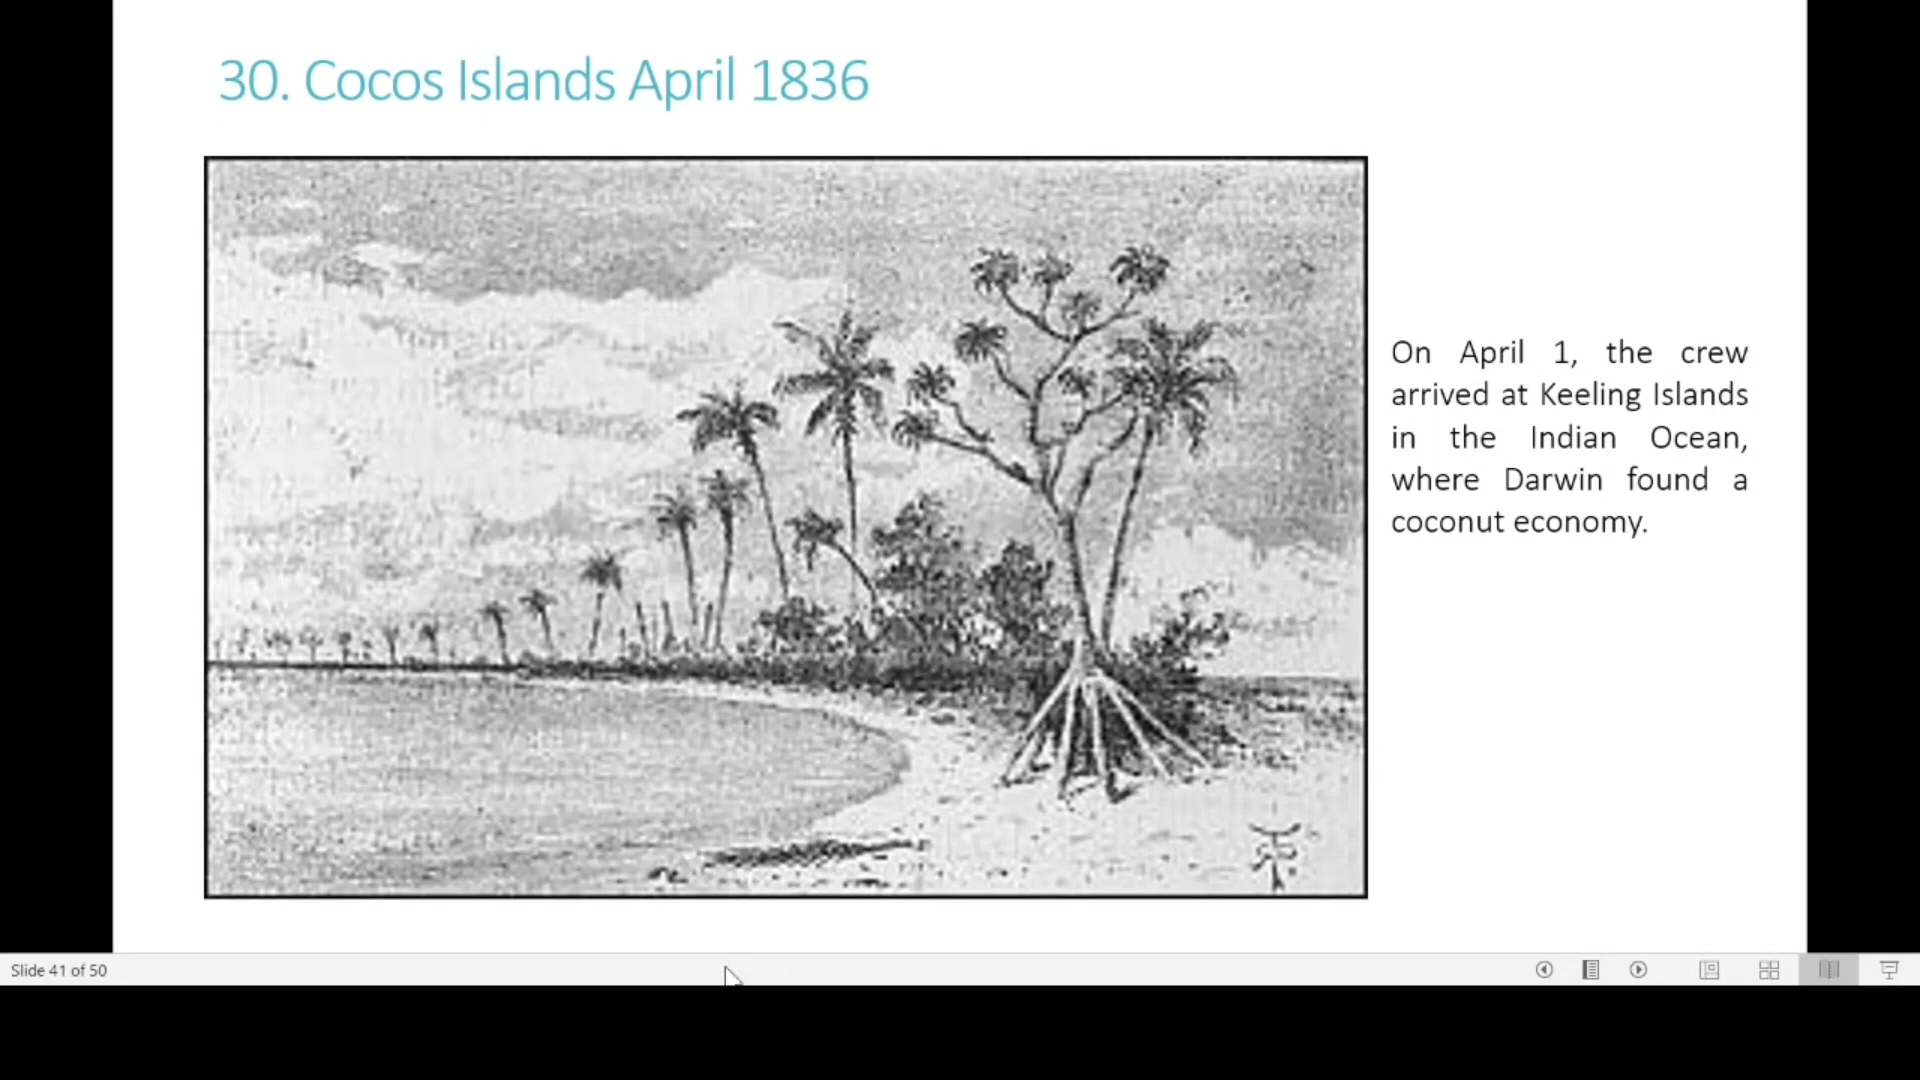 30. Cocos Islands April 1836
On April 1, the crew
arrived at Keeling Islands
in the Indian Ocean,
where Darwin found a
coconut economy.
Slide 41 of 50